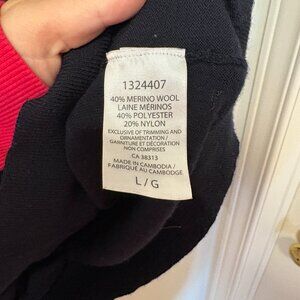 1324407
40% MERINO WOOL
LAINE MÉRINOS
40% POLYESTER
20% NYLON
EXCLUSIVE OF TRIMMING AND
ORNAMENTATION/
GARNITURE ET DÉCORATION
NON COMPRISES
CA 38313
MADE IN CAMBODIA/
FABRIQUÉ AU CAMBODGE
L/G